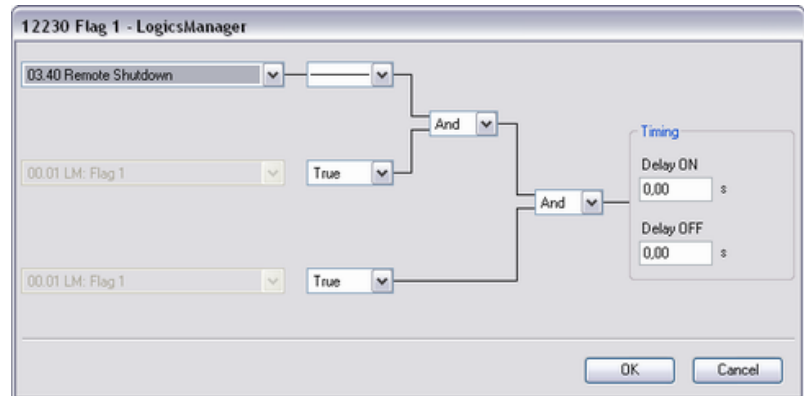 12230 Flag 1 - LogicsManager
03.40 Remote Shutdown
And
Timing
Delay ON
00.01 LM: Flag 1 True
0,00 s
And
Delay OFF
0,00 s
00.01 LM: Flag 1 True
OK Cancel